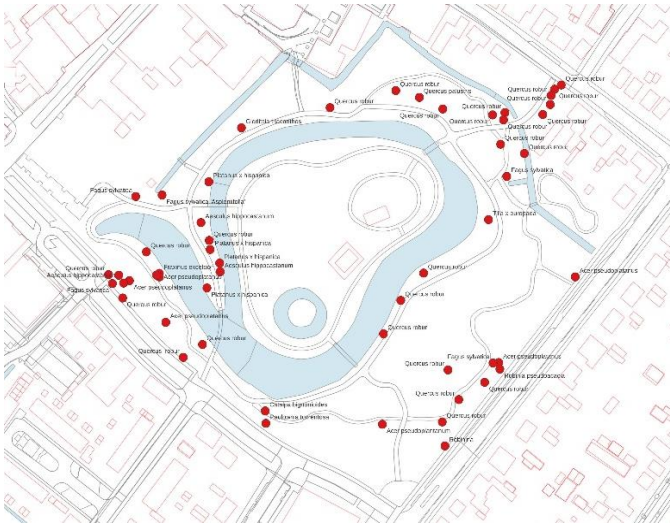 Quercus robur
Quercus robur
Quercus palustris
Quercus robur
Quercus robur
Quercus robur
Quercus robur
Quercus robur
Quercus robur
Quercus robur
Quercus robur
Quercus robur
Gleditsia triacanthos
Quercus robur
Fagus sylvatica
Platanus x hispanica
Fagus sylvatica
Fagus sylvatica 'Aspleniifolia'
Aesculus hippocastanum
Tilia x europaea
Quercus robur
Platanus x hispanica
Quercus robur
Platanus x hispanica
Aesculus hippocastanum
Quercus robur
Acer pseudoplatanus
Quercus robur
Fraxinus excelsior
Acer pseudoplatanus
Acer pseudoplatanus
Fagus sylvatica
Platanus x hispanica
Quercus robur
Quercus robur
Acer pseudoplatanus
Quercus robur
Quercus robur
Quercus robur
Fagus sylvatica
Acer pseudoplatanus
Quercus robur
Robinia pseudoacacia
Quercus robur
Quercus robur
Catalpa bignonioides
Paulownia tomentosa
Quercus robur
Acer pseudoplantanum